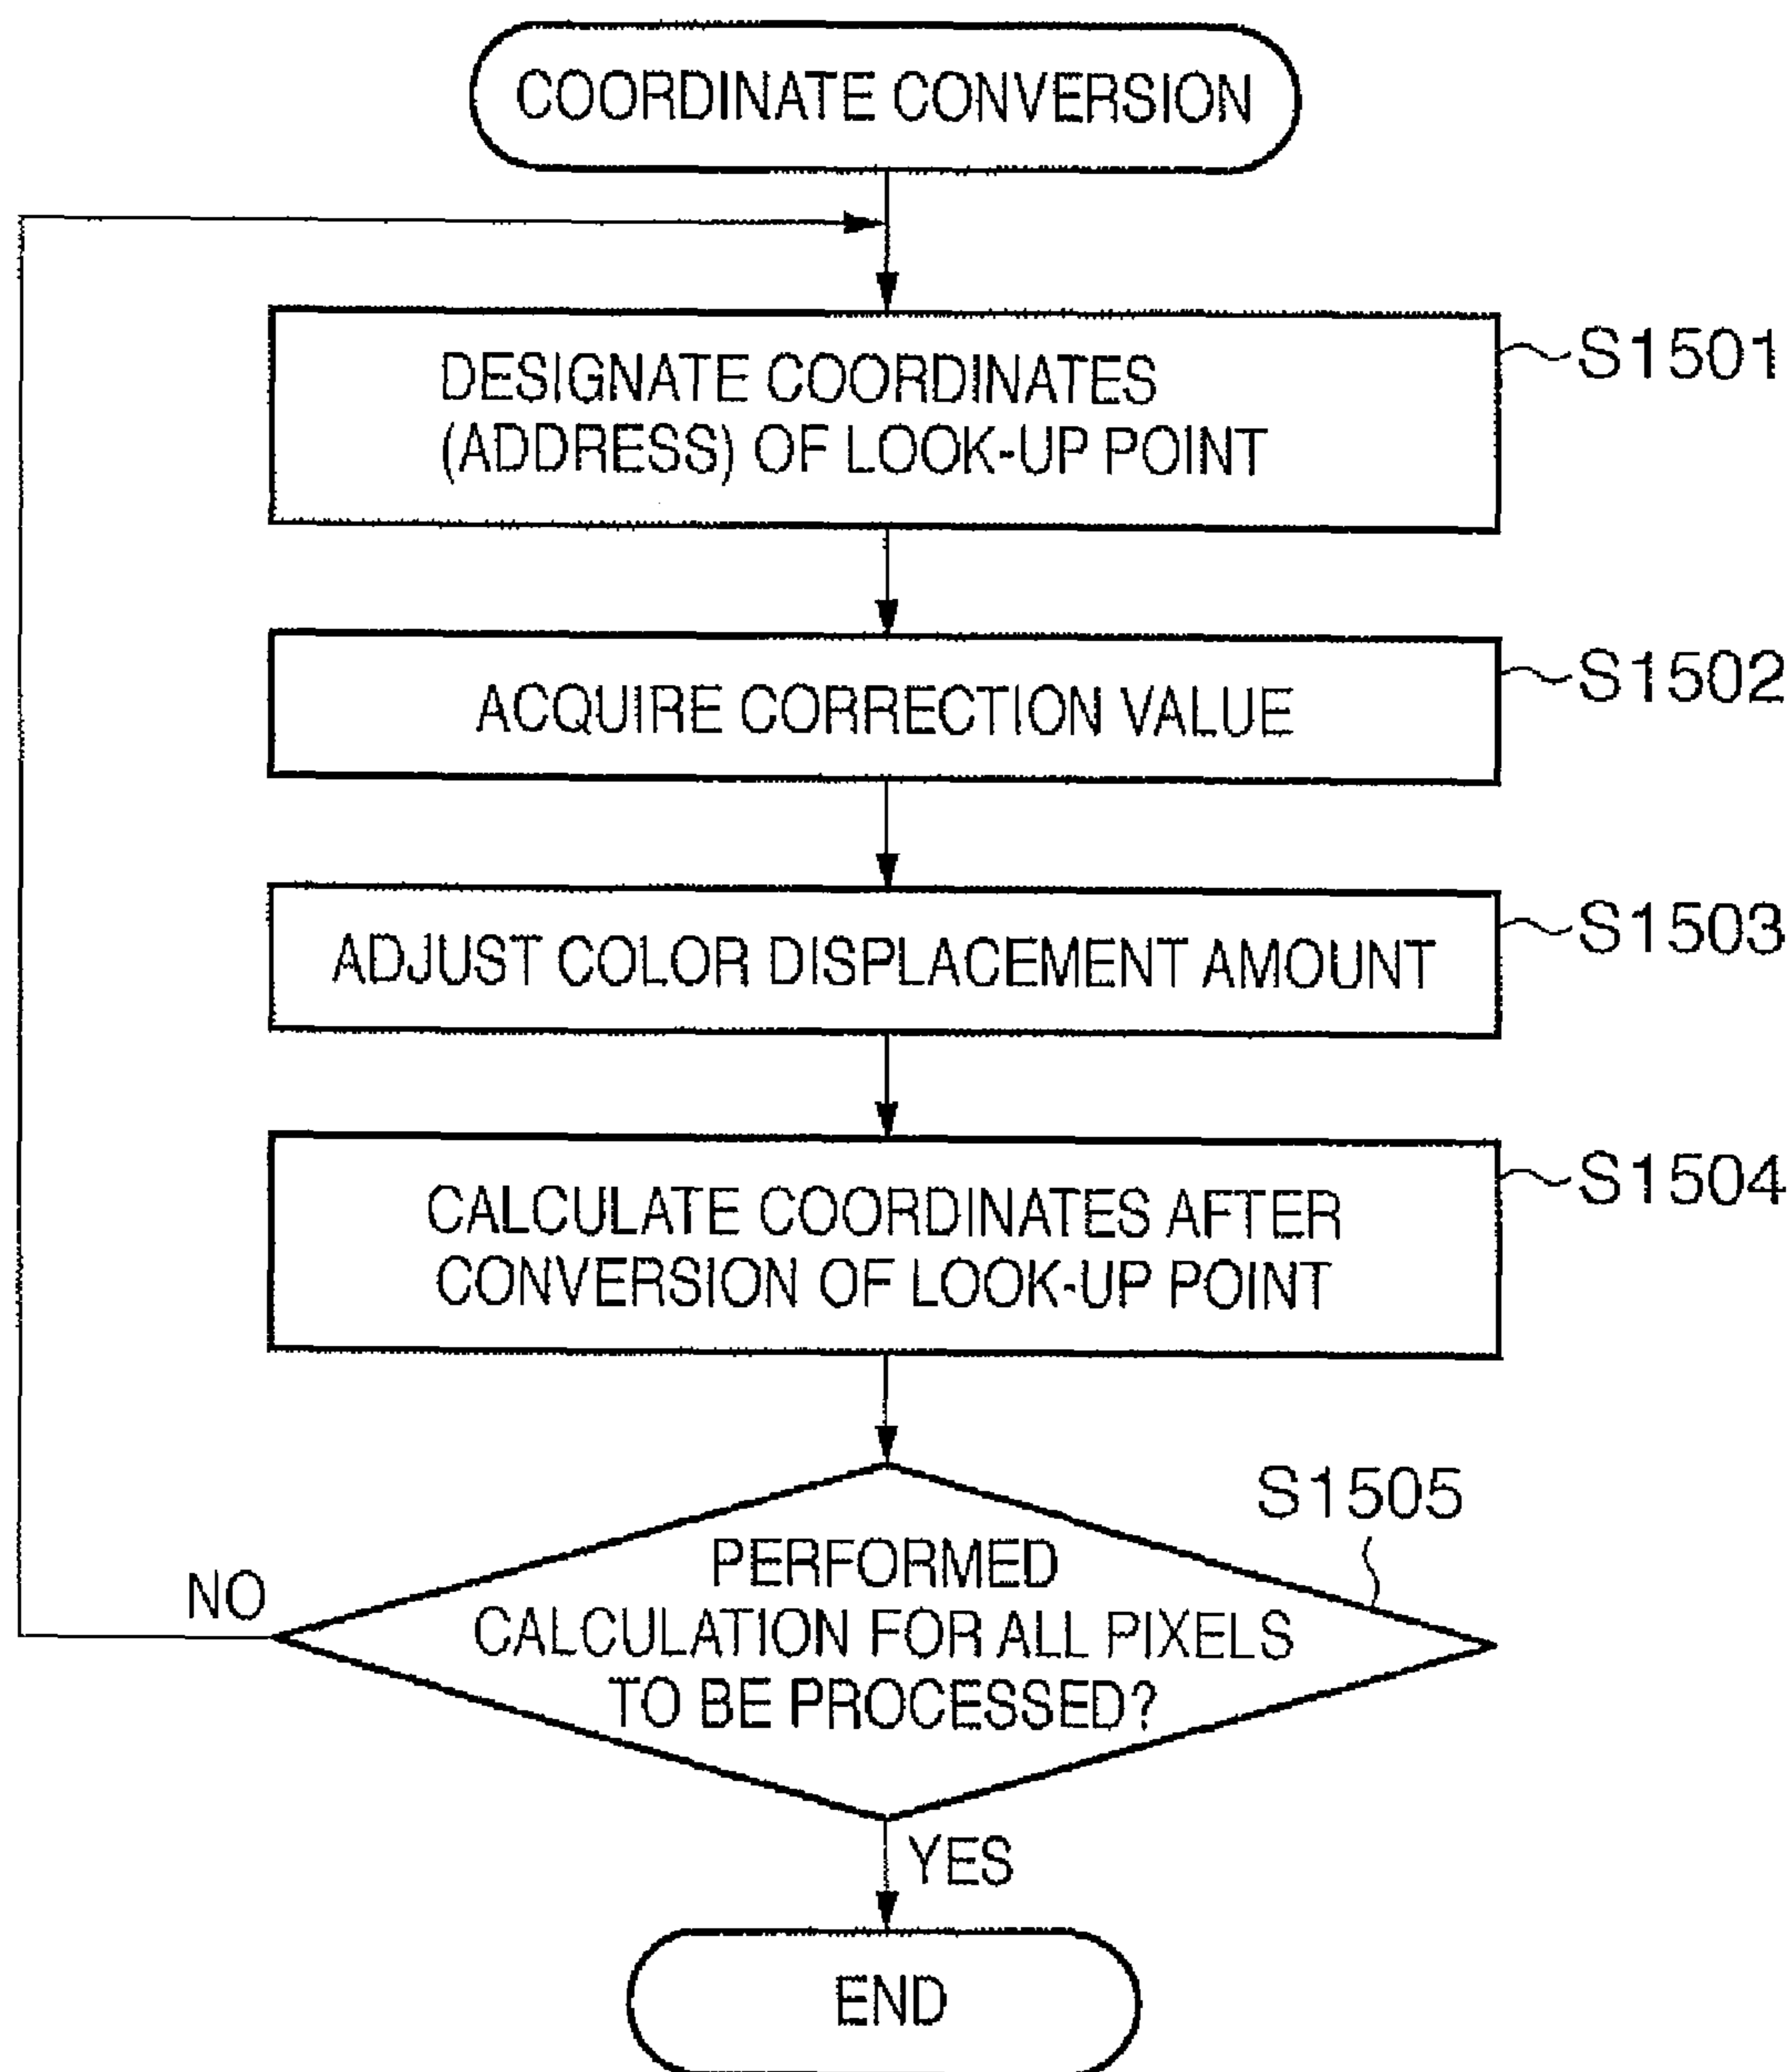 COORDINATE CONVERSION
DESIGNATE COORDINATES
(ADDRESS) OF LOOK-UP POINT
S1501
ACQUIRE CORRECTION VALUE
S1502
ADJUST COLOR DISPLACEMENT AMOUNT
S1503
CALCULATE COORDINATES AFTER
CONVERSION OF LOOK-UP POINT
S1504
S1505
PERFORMED
CALCULATION FOR ALL PIXELS
TO BE PROCESSED?
NO
YES
END